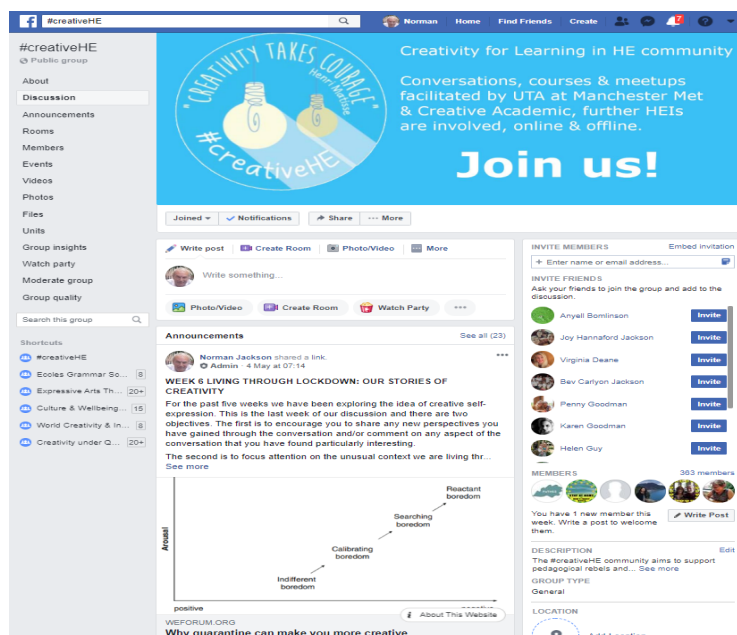 #creativeHE
Norman
Home
Find Friends
Create
7
#creativeHE
Public group
About
Discussion
Announcements
Rooms
Members
Events
Videos
Photos
Files
Units
Group insights
Watch party
Moderate group
Group quality
Search this group
Shortcuts
#creativeHE
Eccles Grammar Sc... 8
Expressive Arts Th... 20+
Culture & Wellbeing... 15
World Creativity & In... 8
Creativity under Q... 20+
"CREATIVITY TAKES COURAGE"
Henri Matisse
#creativeHE
Creativity for Learning in HE community
Conversations, courses & meetups
facilitated by UTA at Manchester Met
& Creative Academic, further HEIs
are involved, online & offline.
Join us!
Joined
Notifications
Share
More
Write post
Create Room
Photo/Video
More
Write something...
Photo/Video
Create Room
Watch Party
Announcements
See all (23)
Norman Jackson shared a link.
Admin · 4 May at 07:14
WEEK 6 LIVING THROUGH LOCKDOWN: OUR STORIES OF
CREATIVITY
For the past five weeks we have been exploring the idea of creative self-
expression. This is the last week of our discussion and there are two
objectives. The first is to encourage you to share any new perspectives you
have gained through the conversation and/or comment on any aspect of the
conversation that you have found particularly interesting.
The second is to focus attention on the unusual context we are living thr...
See more
Arousal
Reactant
boredom
Searching
boredom
Calibrating
boredom
Indifferent
boredom
positive
About This Website
WEFORUM.ORG
Why quarantine can make you more creative
INVITE MEMBERS
Embed Invitation
+ Enter name or email address...
INVITE FRIENDS
Ask your friends to join the group and add to the
discussion.
Anyell Bomlinson
Invite
Joy Hannaford Jackson
Invite
Virginia Deane
Invite
Bev Carlyon Jackson
Invite
Penny Goodman
Invite
Karen Goodman
Invite
Helen Guy
Invite
MEMBERS
363 members
You have 1 new member this
week. Write a post to welcome
them.
Write Post
DESCRIPTION
Edit
The #creativeHE community aims to support
pedagogical rebels and... See more
GROUP TYPE
General
LOCATION